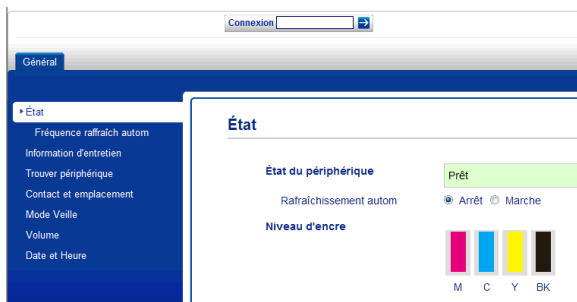 Connexion
Général
État
Fréquence raffraîch autom
Information d'entretien
Trouver périphérique
Contact et emplacement
Mode Veille
Volume
Date et Heure
État
État du périphérique Prêt
Rafraîchissement autom Arrêt Marche
Niveau d'encre
M C Y BK